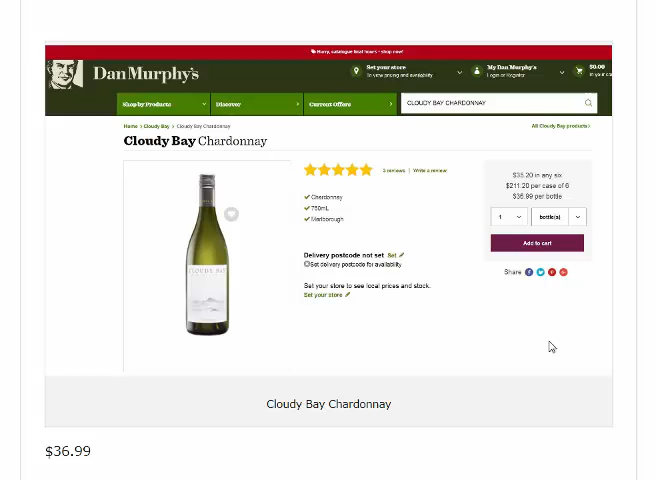 Hurry, catalogue final hours - shop now!
Dan Murphy's
Set your store
To view pricing and availability
My Dan Murphy's
Login or Register
$0.00
in your ca
Shop by Products
Discover
Current Offers
CLOUDY BAY CHARDONNAY
Home > Cloudy Bay > Cloudy Bay Chardonnay
All Cloudy Bay products >
Cloudy Bay Chardonnay
3 reviews | Write a review
$35.20 in any six
$211.20 per case of 6
$36.99 per bottle
Chardonnay
750mL
Marlborough
1
bottle(s)
Add to cart
CLOUDY BAY
Delivery postcode not set Set
Set delivery postcode for availability
Share
Set your store to see local prices and stock.
Set your store
Cloudy Bay Chardonnay
$36.99